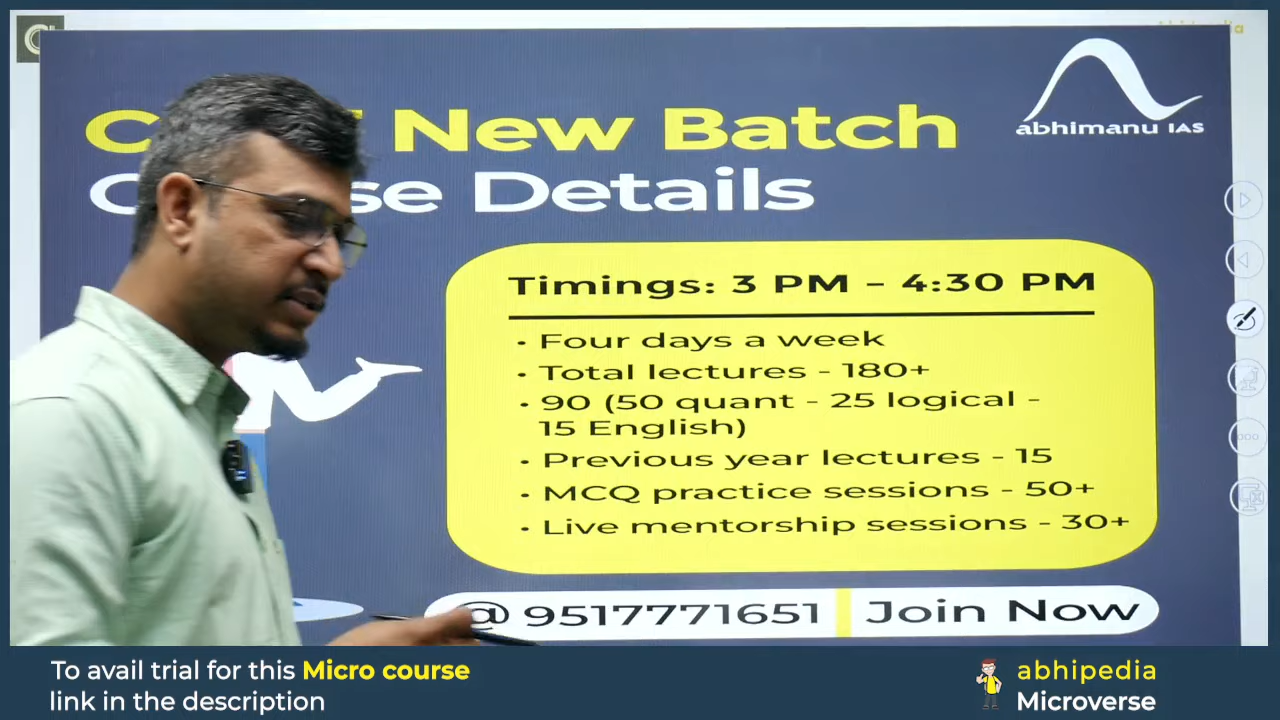 New Batch
Details
abhimanu IAS
Timings: 3 PM - 4:30 PM
• Four days a week
• Total lectures - 180+
• 90 (50 quant - 25 logical -
15 English)
• Previous year lectures - 15
• MCQ practice sessions - 50+
• Live mentorship sessions - 30+
@ 9517771651 | Join Now
To avail trial for this Micro course
link in the description
abhipedia
Microverse